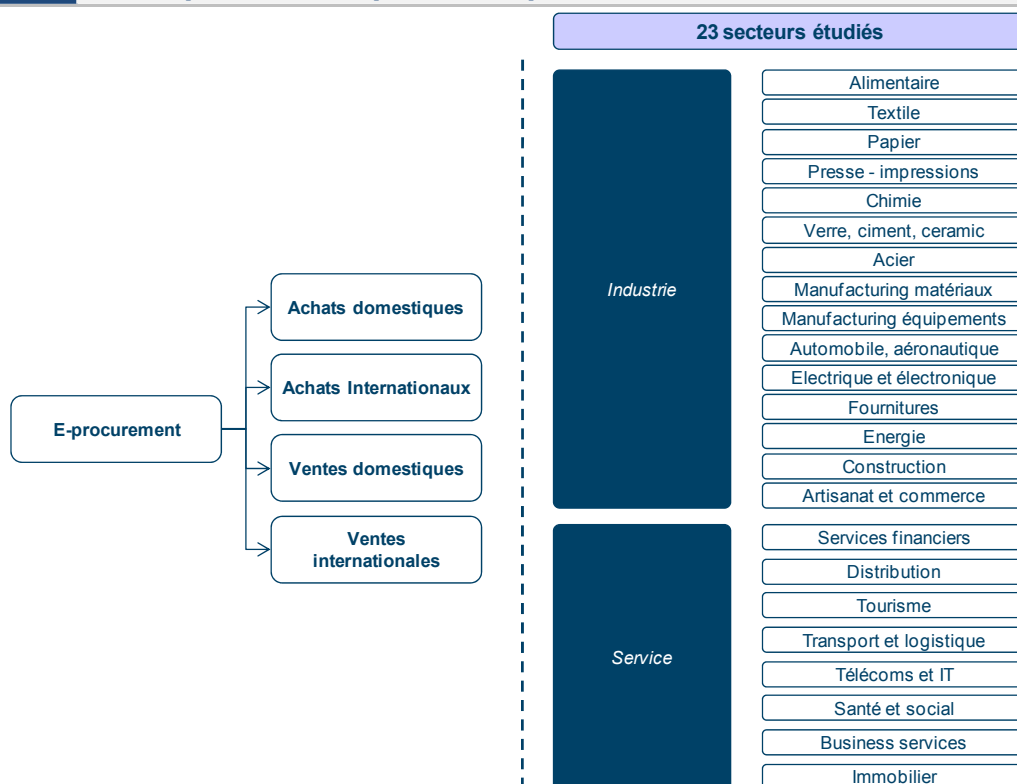 23 secteurs étudiés
E-procurement
Achats domestiques
Achats Internationaux
Ventes domestiques
Ventes
internationales
Industrie
Alimentaire
Textile
Papier
Presse - impressions
Chimie
Verre, ciment, ceramic
Acier
Manufacturing matériaux
Manufacturing équipements
Automobile, aéronautique
Electrique et électronique
Fournitures
Energie
Construction
Artisanat et commerce
Service
Services financiers
Distribution
Tourisme
Transport et logistique
Télécoms et IT
Santé et social
Business services
Immobilier